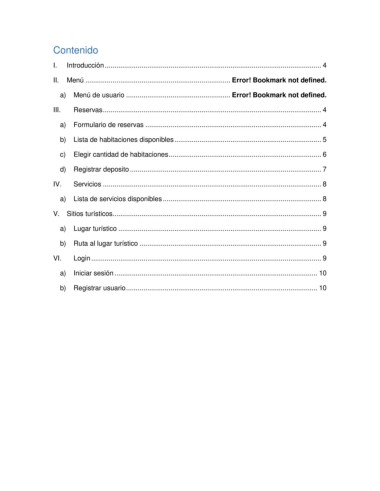 Contenido
I. Introducción ................................................ 4
II. Menú ................................................ Error! Bookmark not defined.
a) Menú de usuario ................................................ Error! Bookmark not defined.
III. Reservas ................................................ 4
a) Formulario de reservas ................................................ 4
b) Lista de habitaciones disponibles ................................................ 5
c) Elegir cantidad de habitaciones ................................................ 6
d) Registrar deposito ................................................ 7
IV. Servicios ................................................ 8
a) Lista de servicios disponibles ................................................ 8
V. Sitios turísticos ................................................ 9
a) Lugar turístico ................................................ 9
b) Ruta al lugar turístico ................................................ 9
VI. Login ................................................ 9
a) Iniciar sesión ................................................ 10
b) Registrar usuario ................................................ 10